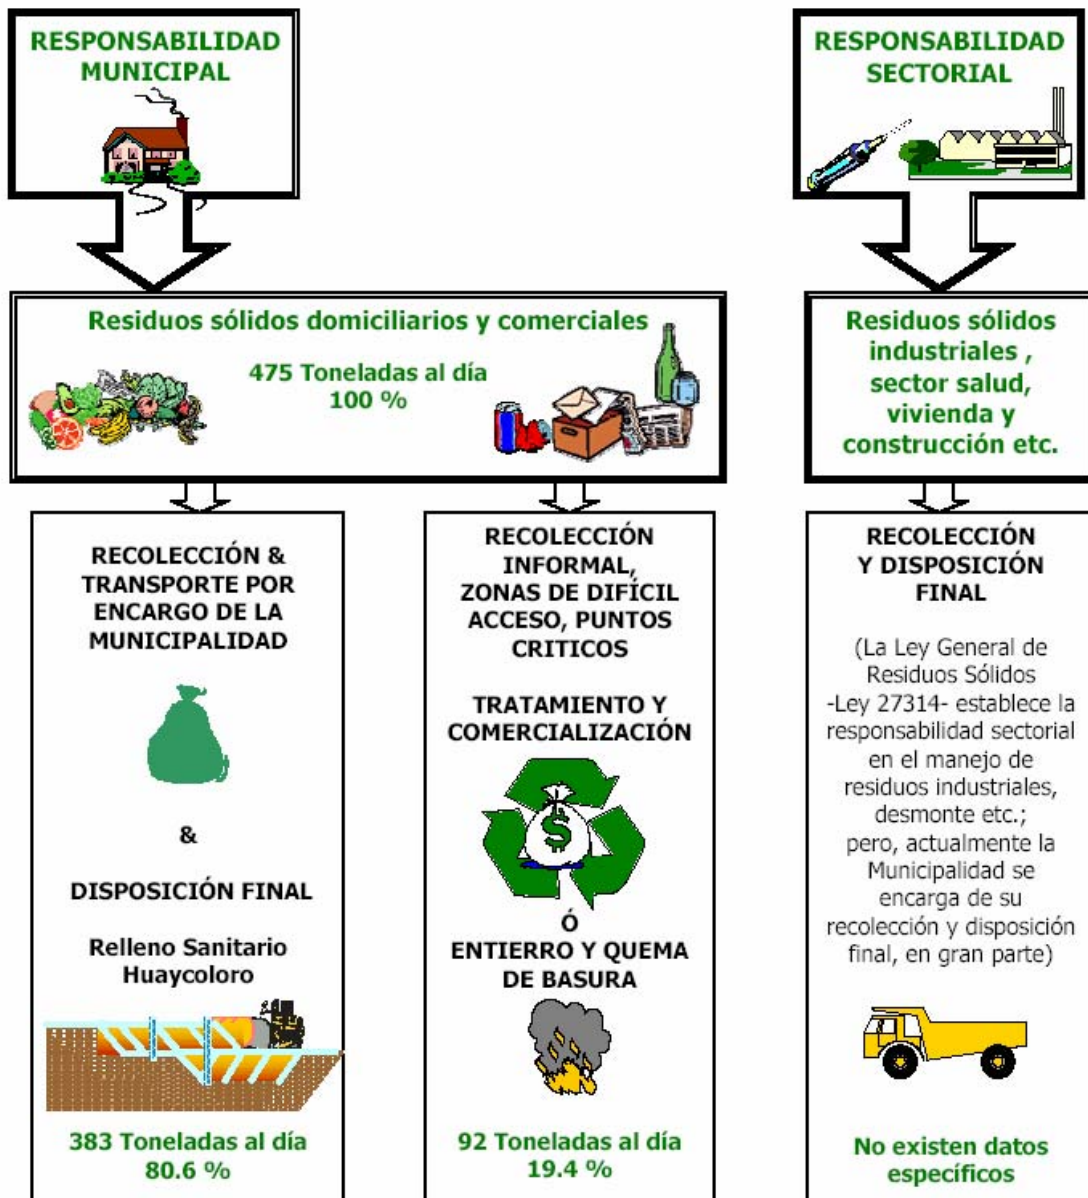 RESPONSABILIDAD
MUNICIPAL
RESPONSABILIDAD
SECTORIAL
Residuos sólidos domiciliarios y comerciales
475 Toneladas al día
100 %
Residuos sólidos
industriales ,
sector salud,
vivienda y
construcción etc.
RECOLECCIÓN &
TRANSPORTE POR
ENCARGO DE LA
MUNICIPALIDAD
&
DISPOSICIÓN FINAL
Relleno Sanitario
Huaycoloro
383 Toneladas al día
80.6 %
RECOLECCIÓN
INFORMAL,
ZONAS DE DIFÍCIL
ACCESO, PUNTOS
CRITICOS
TRATAMIENTO Y
COMERCIALIZACIÓN
$
Ó
ENTIERRO Y QUEMA
DE BASURA
92 Toneladas al día
19.4 %
RECOLECCIÓN
Y DISPOSICIÓN
FINAL
(La Ley General de
Residuos Sólidos
-Ley 27314- establece la
responsabilidad sectorial
en el manejo de
residuos industriales,
desmonte etc.;
pero, actualmente la
Municipalidad se
encarga de su
recolección y disposición
final, en gran parte)
No existen datos
específicos